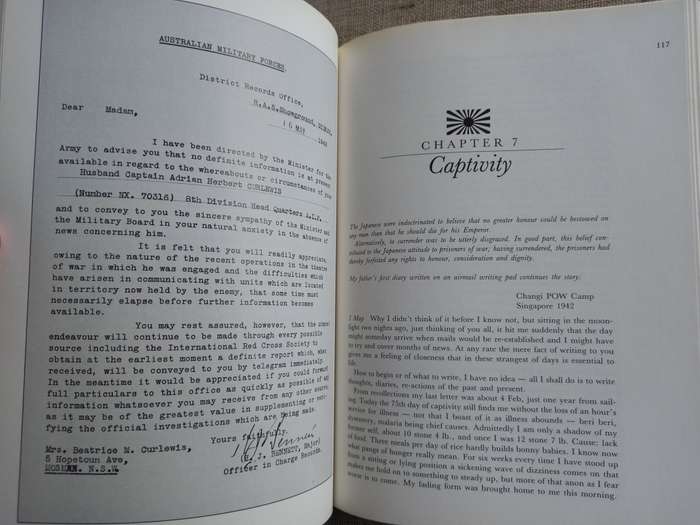 AUSTRALIAN MILITARY FORCES.
District Records Office,
R.A.S.Showground, SYDNEY.
16 MAY 1942
Dear Madam,
I have been directed by the Minister for the
Army to advise you that no definite information is at present
available in regard to the whereabouts or circumstances of your
Husband Captain Adrian Herbert CURLEWIS
(Number NX. 70316) 8th Division Head Quarters A.I.F.
and to convey to you the sincere sympathy of the Minister and
the Military Board in your natural anxiety in the absence of
news concerning him.
It is felt that you will readily appreciate,
owing to the nature of the recent operations in the theatre
of war in which he was engaged and the difficulties which
have arisen in communicating with units which are located
in territory now held by the enemy, that some time must
necessarily elapse before further information becomes
available.
You may rest assured, however, that the utmost
endeavour will continue to be made through every possible
source including the International Red Cross Society to
obtain at the earliest moment a definite report which, when
received, will be conveyed to you by telegram immediately.
In the meantime it would be appreciated if you could forward
full particulars to this office as quickly as possible of any
information whatsoever you may receive from any other source
as it may be of the greatest value in supplementing or veri-
fying the official investigations which are being made.
Yours faithfully,
(E. J. BENNETT, Major)
Officer in Charge Records.
Mrs. Beatrice M. Curlewis,
5 Hopetoun Ave,
MOSMAN. N.S.W.
117
CHAPTER 7
Captivity
The Japanese were indoctrinated to believe that no greater honour could be bestowed on
any man than that he should die for his Emperor.
Alternatively, to surrender was to be utterly disgraced. In good part, this belief con-
tributed to the Japanese attitude to prisoners of war, having surrendered, the prisoners had
thereby forfeited any rights to honour, consideration and dignity.
My father's first diary written on an airmail writing pad continues the story:
Changi POW Camp
Singapore 1942
1 May Why I didn't think of it before I know not, but sitting in the moon-
light two nights ago, just thinking of you all, it hit me suddenly that the day
might someday arrive when mails would be re-established and I might have
to try and cover months of news. At any rate the mere fact of writing to you
gives me a feeling of closeness that in these strangest of days is essential to
life.
How to begin or of what to write, I have no idea — all I shall do is to write
thoughts, diaries, re-actions of the past and present.
From recollections my last letter was about 4 Feb, just one year from sail-
ing. Today the 75th day of captivity still finds me without the loss of an hour's
service for illness — not that I boast of it as illness abounds — beri beri,
dysentery, malaria being chief causes. Admittedly I am only a shadow of my
former self, about 10 stone 4 lb., and once I was 12 stone 7 lb. Cause: lack
of food. Three meals per day of rice hardly builds bonny babies. I know now
what pangs of hunger really mean. For six weeks every time I have stood up
from a sitting or lying position a sickening wave of dizziness comes on that
makes me hold on to something to steady up, but more of that anon as I fear
worse is to come. My fading form was brought home to me this morning.